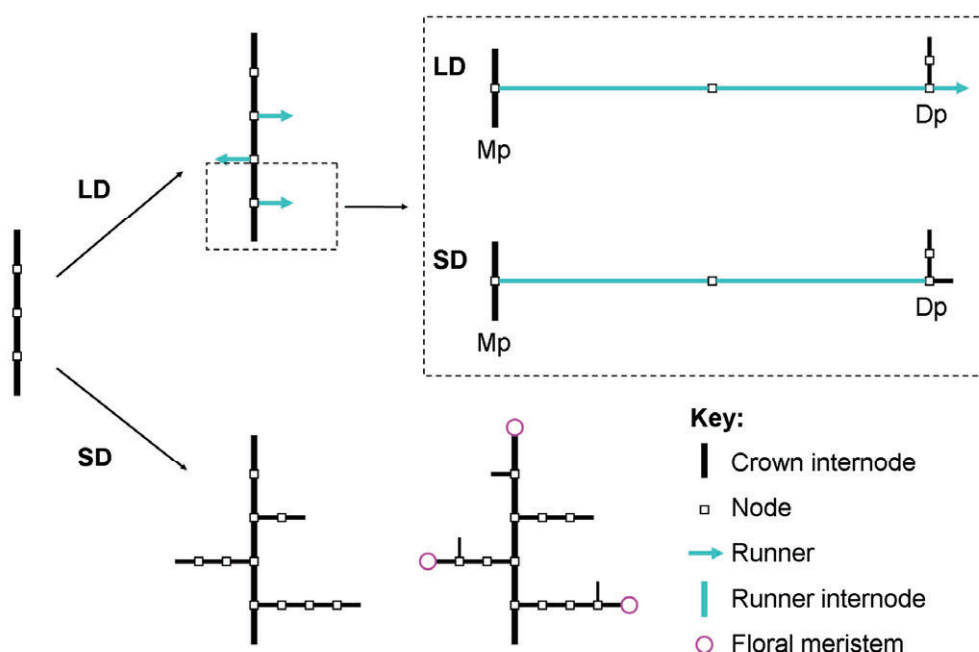 LD
Mp
Dp
LD
SD
Mp
Dp
SD
Key:
Crown internode
Node
Runner
Runner internode
Floral meristem